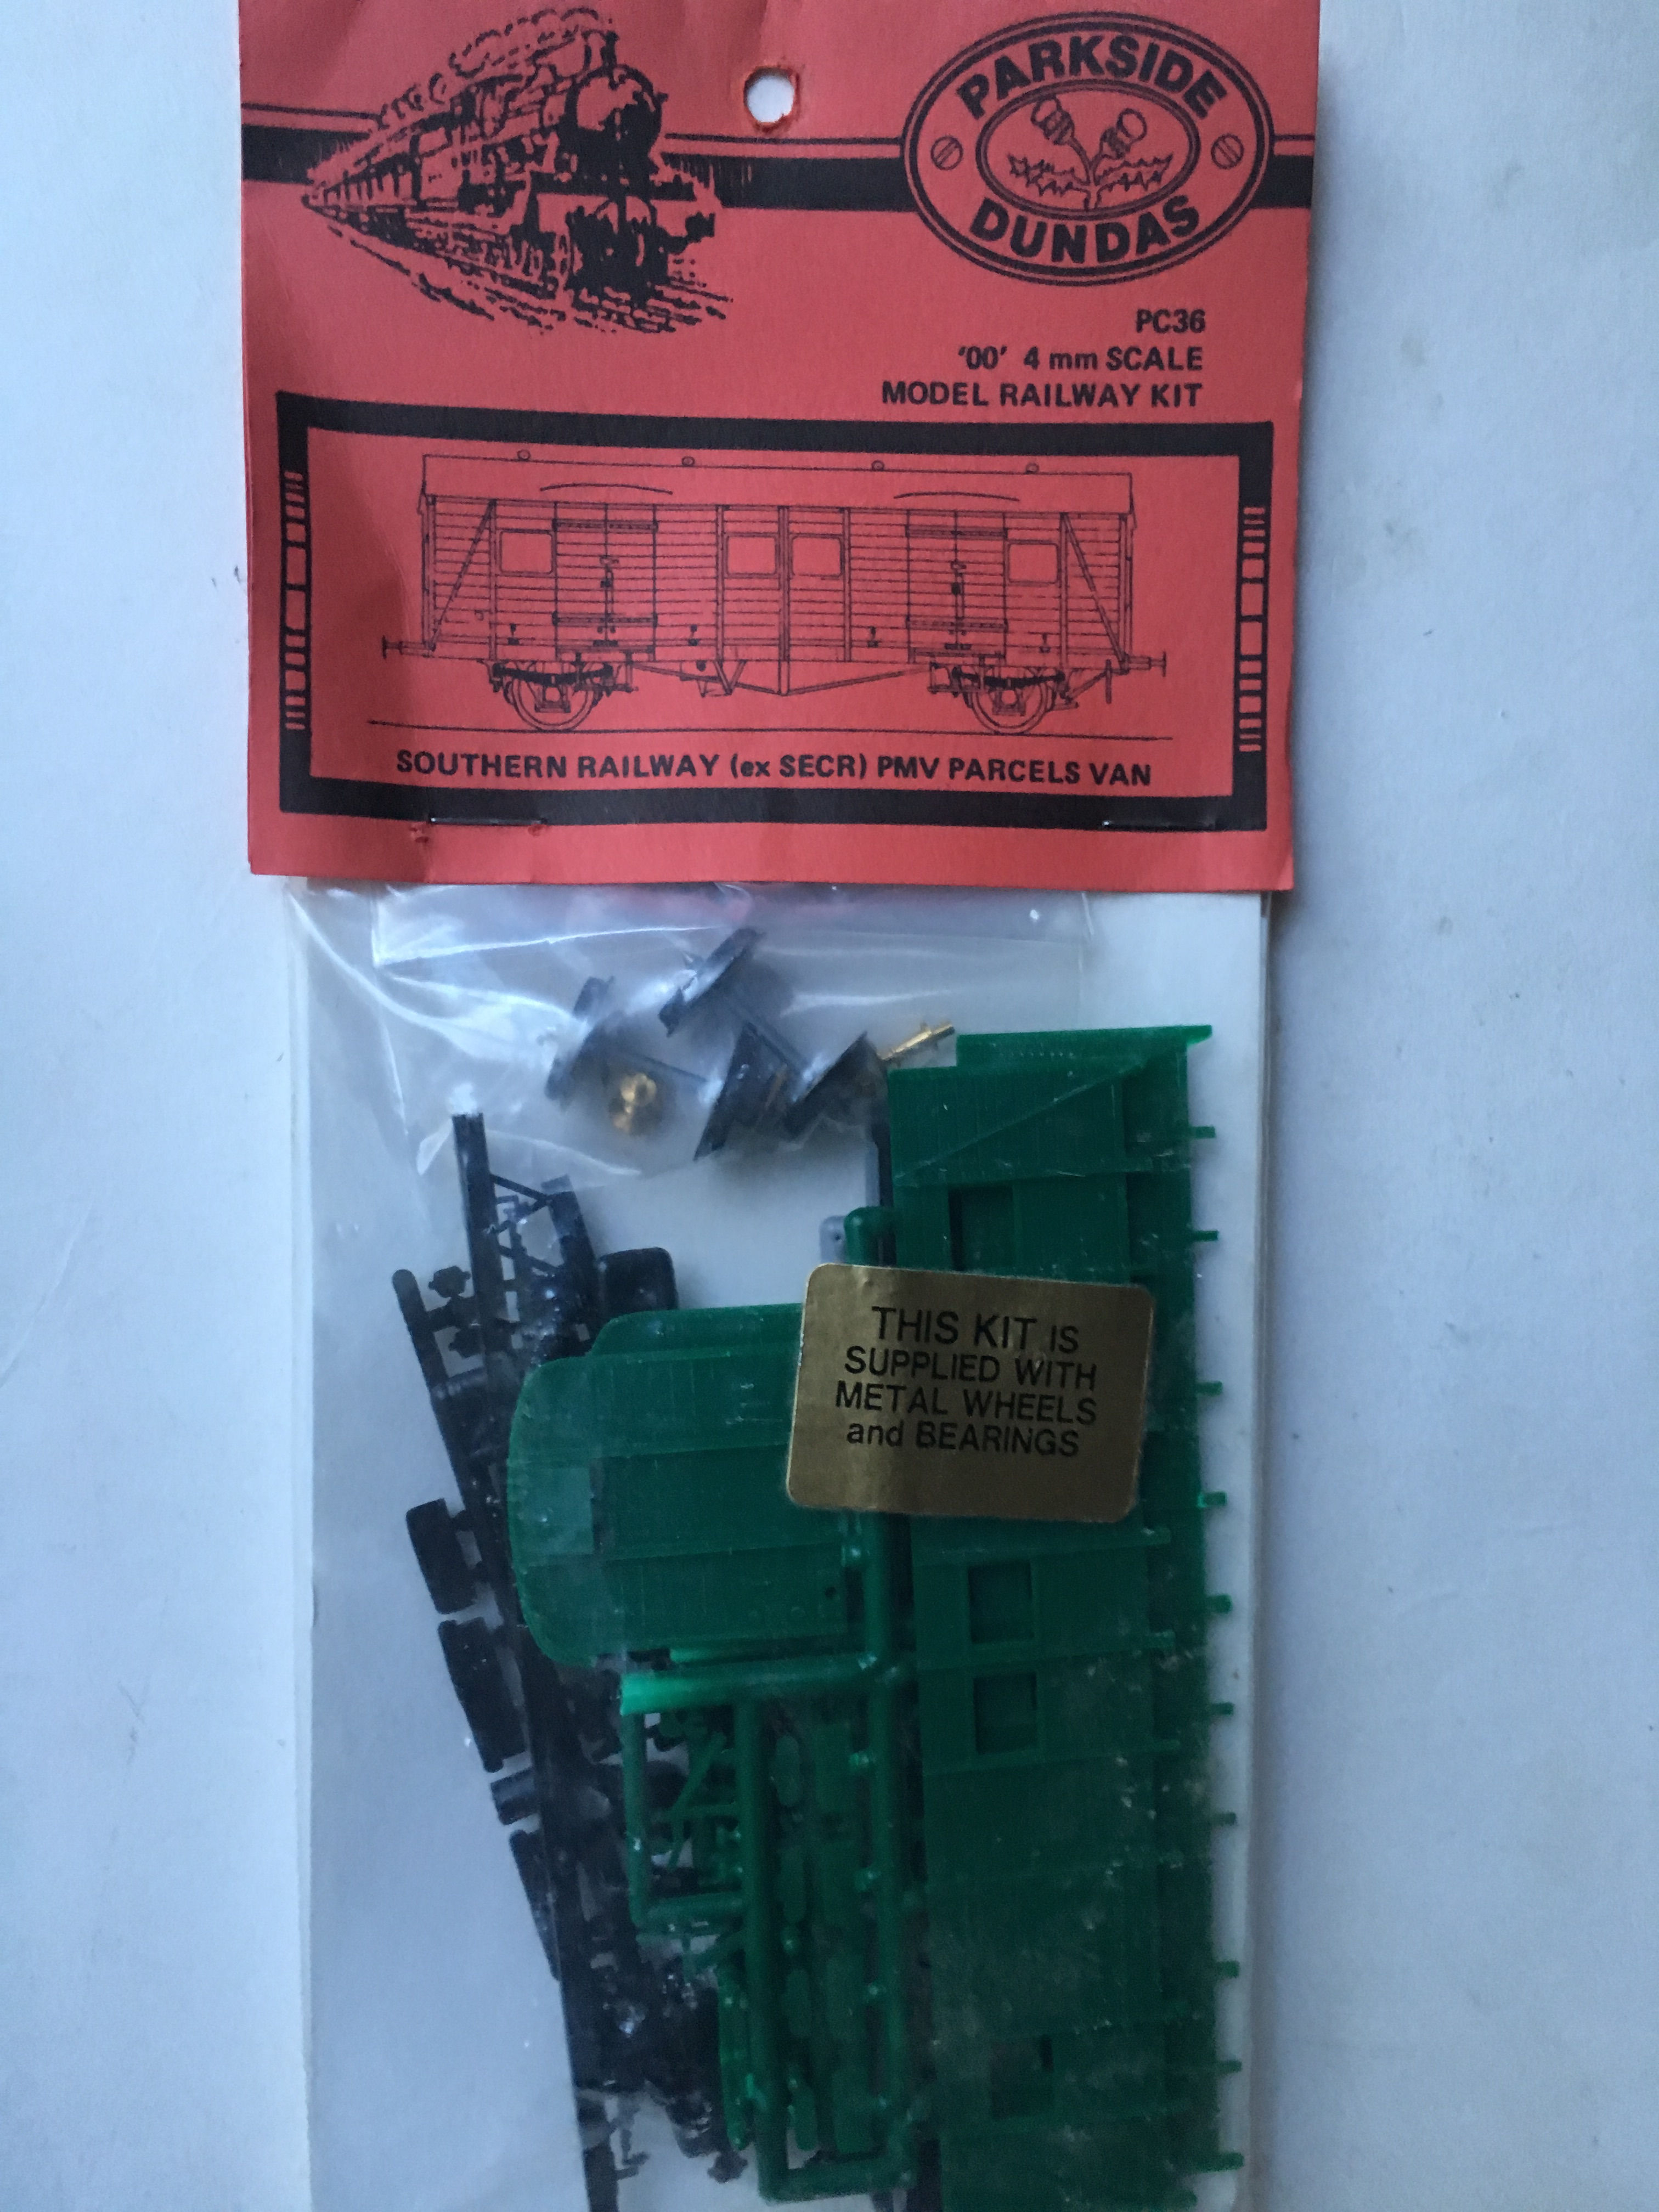 PARKSIDE
DUNDAS
PC36
'00' 4 mm SCALE
MODEL RAILWAY KIT
SOUTHERN RAILWAY (ex SECR) PMV PARCELS VAN
THIS KIT IS
SUPPLIED WITH
METAL WHEELS
and BEARINGS